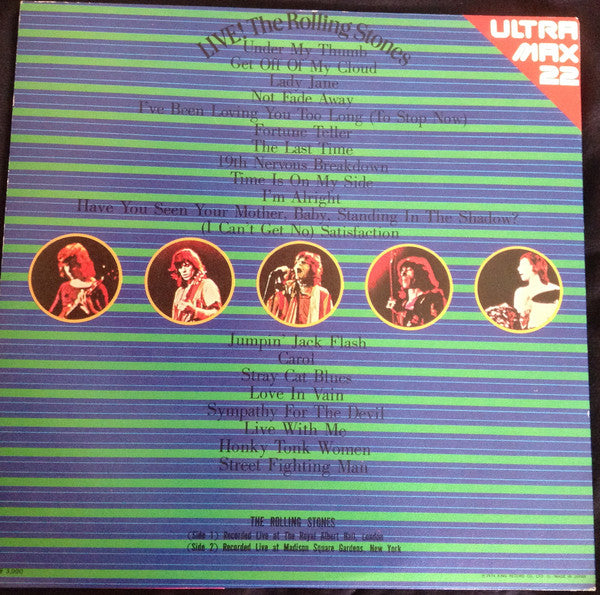 LIVE! The Rolling Stones
ULTRA
MAX
22
Under My Thumb
Get Off Of My Cloud
Lady Jane
Not Fade Away
I've Been Loving You Too Long (To Stop Now)
Fortune Teller
The Last Time
19th Nervous Breakdown
Time Is On My Side
I'm Alright
Have You Seen Your Mother, Baby, Standing In The Shadow?
(I Can't Get No) Satisfaction
Jumpin' Jack Flash
Carol
Stray Cat Blues
Love In Vain
Sympathy For The Devil
Live With Me
Honky Tonk Women
Street Fighting Man
THE ROLLING STONES
(Side 1) Recorded Live at The Royal Albert Hall, London
(Side 2) Recorded Live at Madison Square Gardens, New York